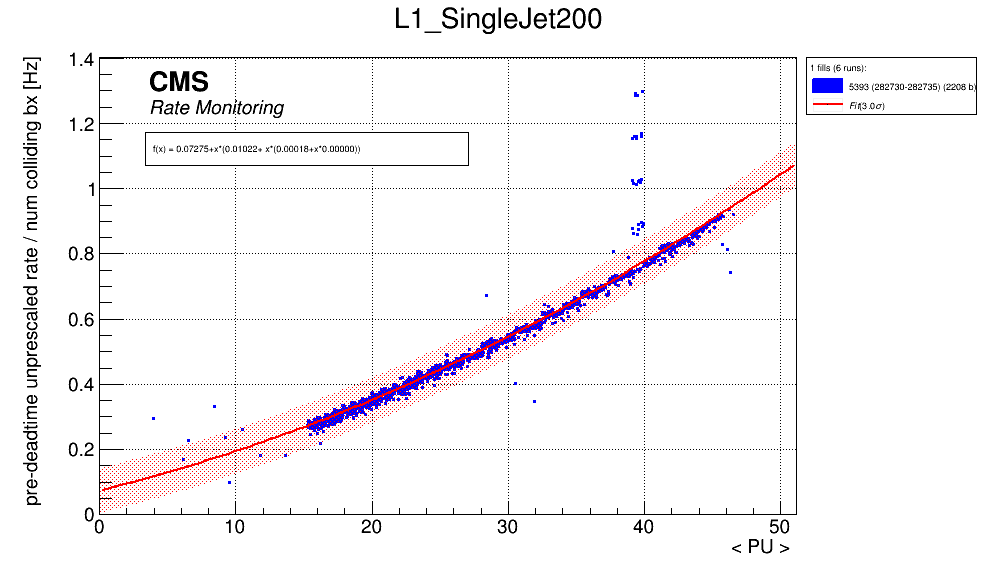 L1_SingleJet200
pre-deadtime unprescaled rate / num colliding bx [Hz]
1.4
1.2
1
0.8
0.6
0.4
0.2
0
CMS
Rate Monitoring
f(x) = 0.07275+x*(0.01022+ x*(0.00018+x*0.00000))
0 10 20 30 40 50
< PU >
1 fills (6 runs):
5393 (282730-282735) (2208 b)
Fit(3.0σ)